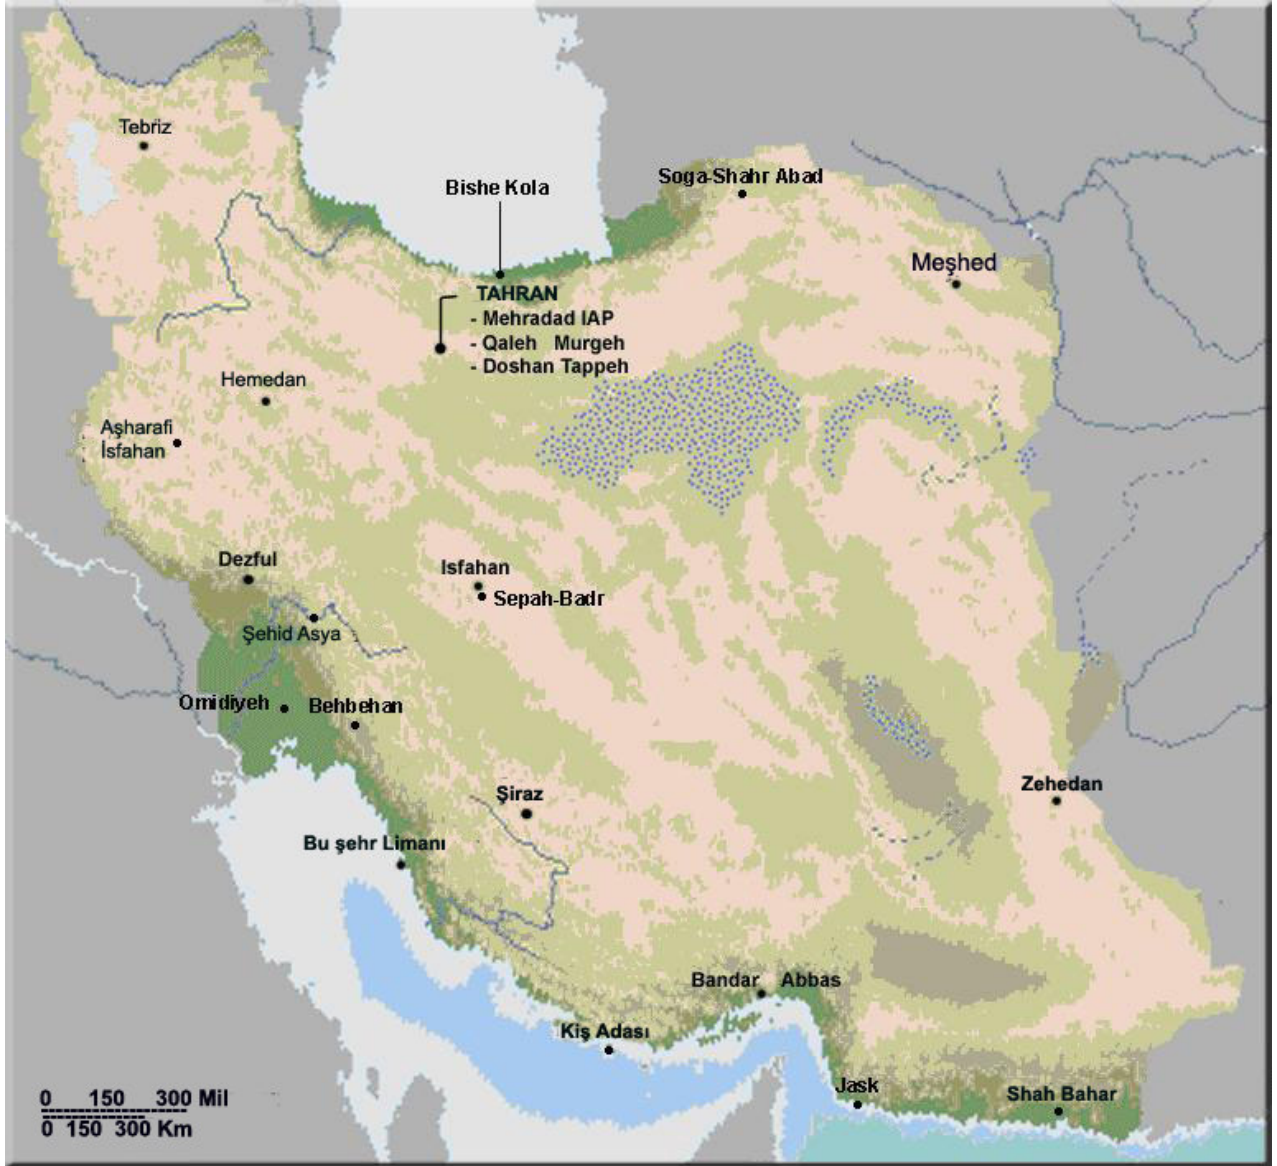 Tebriz
Soga-Shahr Abad
Bishe Kola
Meşhed
TAHRAN
- Mehradad IAP
- Qaleh Murgeh
- Doshan Tappeh
Hemedan
Aşharafi
İsfahan
Dezful
Isfahan
Sepah-Badr
Şehid Asya
Omidiyeh
Behbehan
Zehedan
Şiraz
Bu şehr Limanı
Bandar Abbas
Kiş Adası
Jask
Shah Bahar
0 150 300 Mil
0 150 300 Km